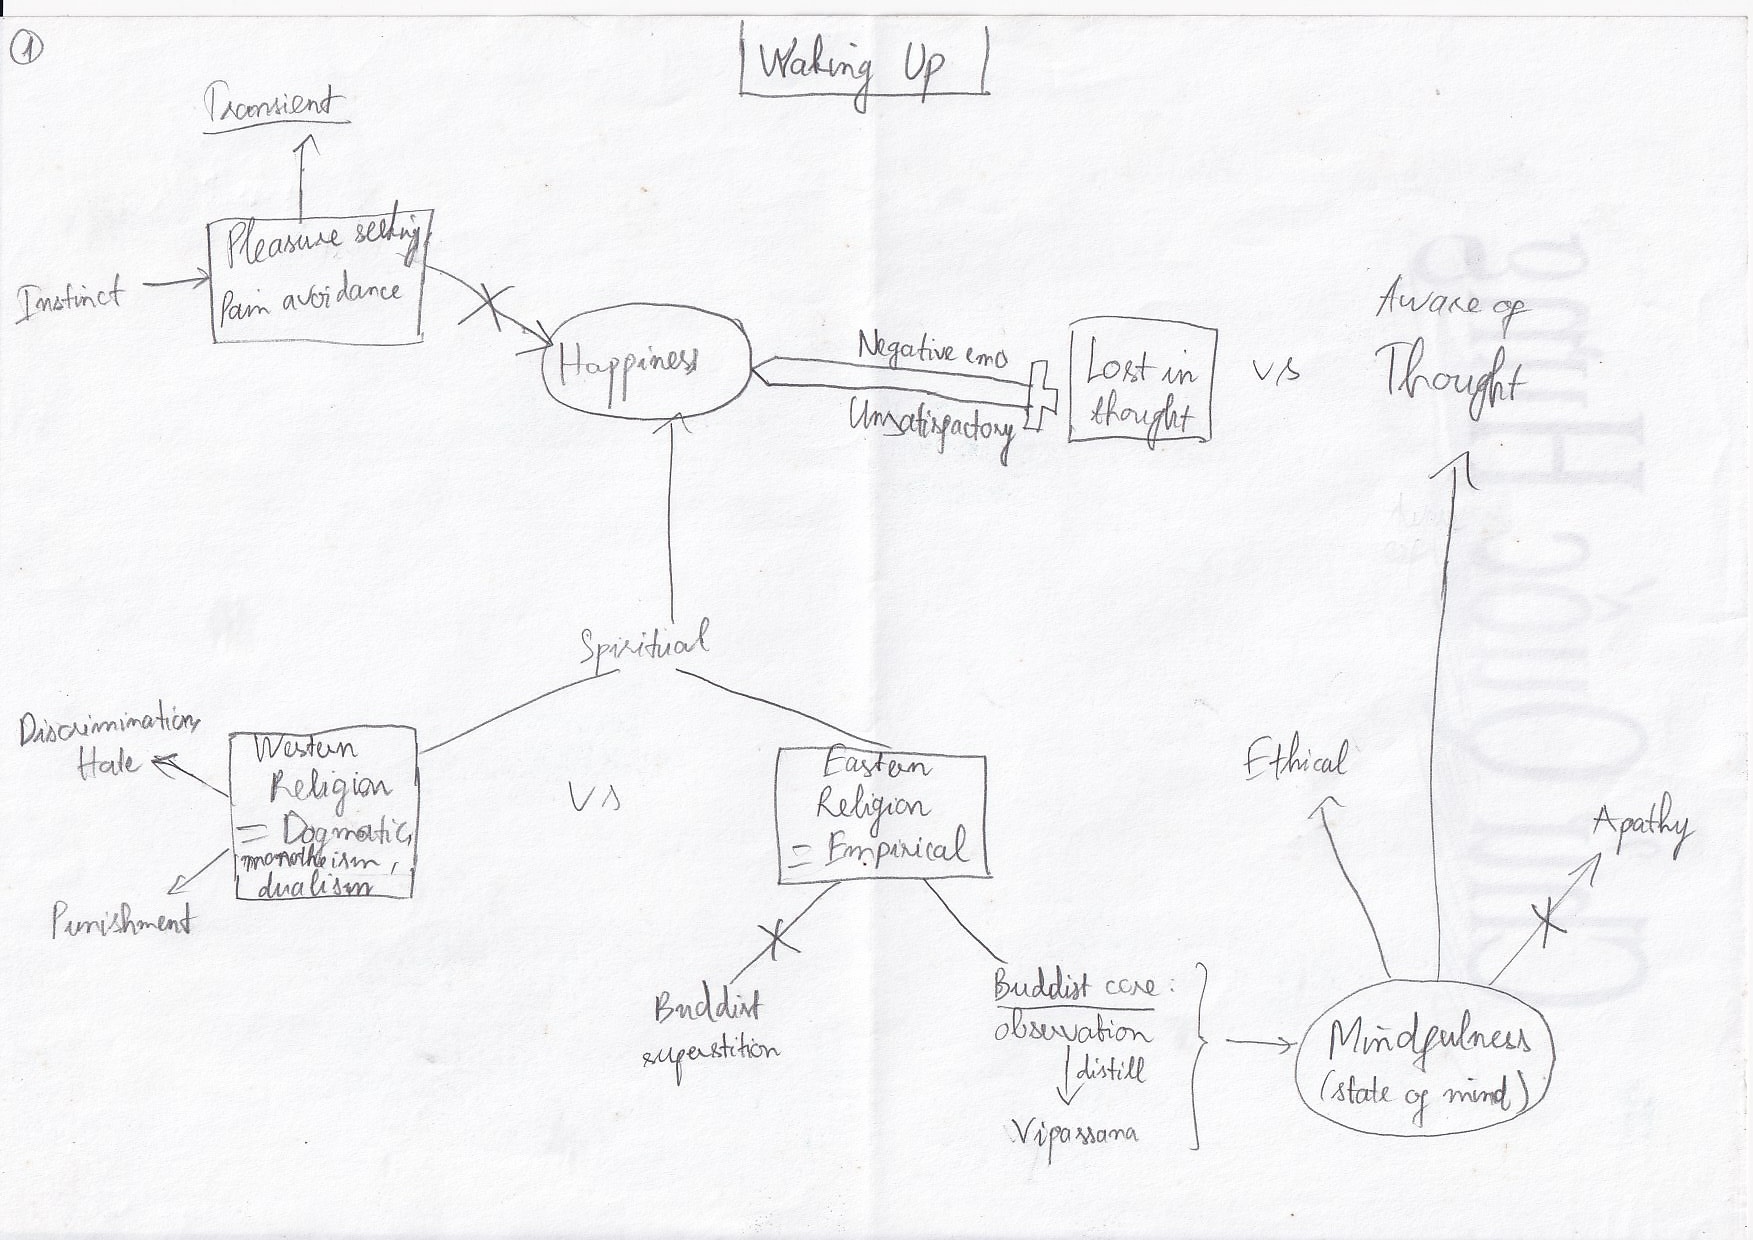 1
Waking Up
Transient
Pleasure seeking,
Pain avoidance
Instinct
Happiness
Negative emo
Unsatisfactory
Lost in
thought
vs
Aware of
Thought
Spiritual
Discrimination,
Hate
Western
Religion
= Dogmatic,
monotheism,
dualism
Punishment
vs
Eastern
Religion
= Empirical
Buddist
superstition
Buddist core:
observation
distill
Vipassana
Ethical
Apathy
Mindfulness
(state of mind)